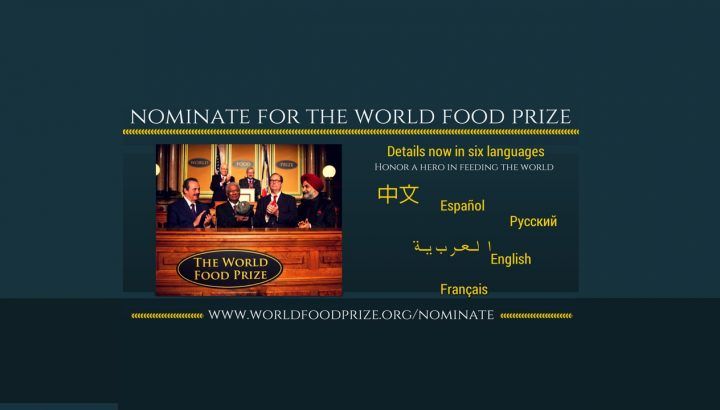 NOMINATE FOR THE WORLD FOOD PRIZE
Details now in six languages
HONOR A HERO IN FEEDING THE WORLD
WORLD
FOOD
PRIZE
THE WORLD
FOOD PRIZE
中文
Español
Русский
العربية
English
Français
WWW.WORLDFOODPRIZE.ORG/NOMINATE